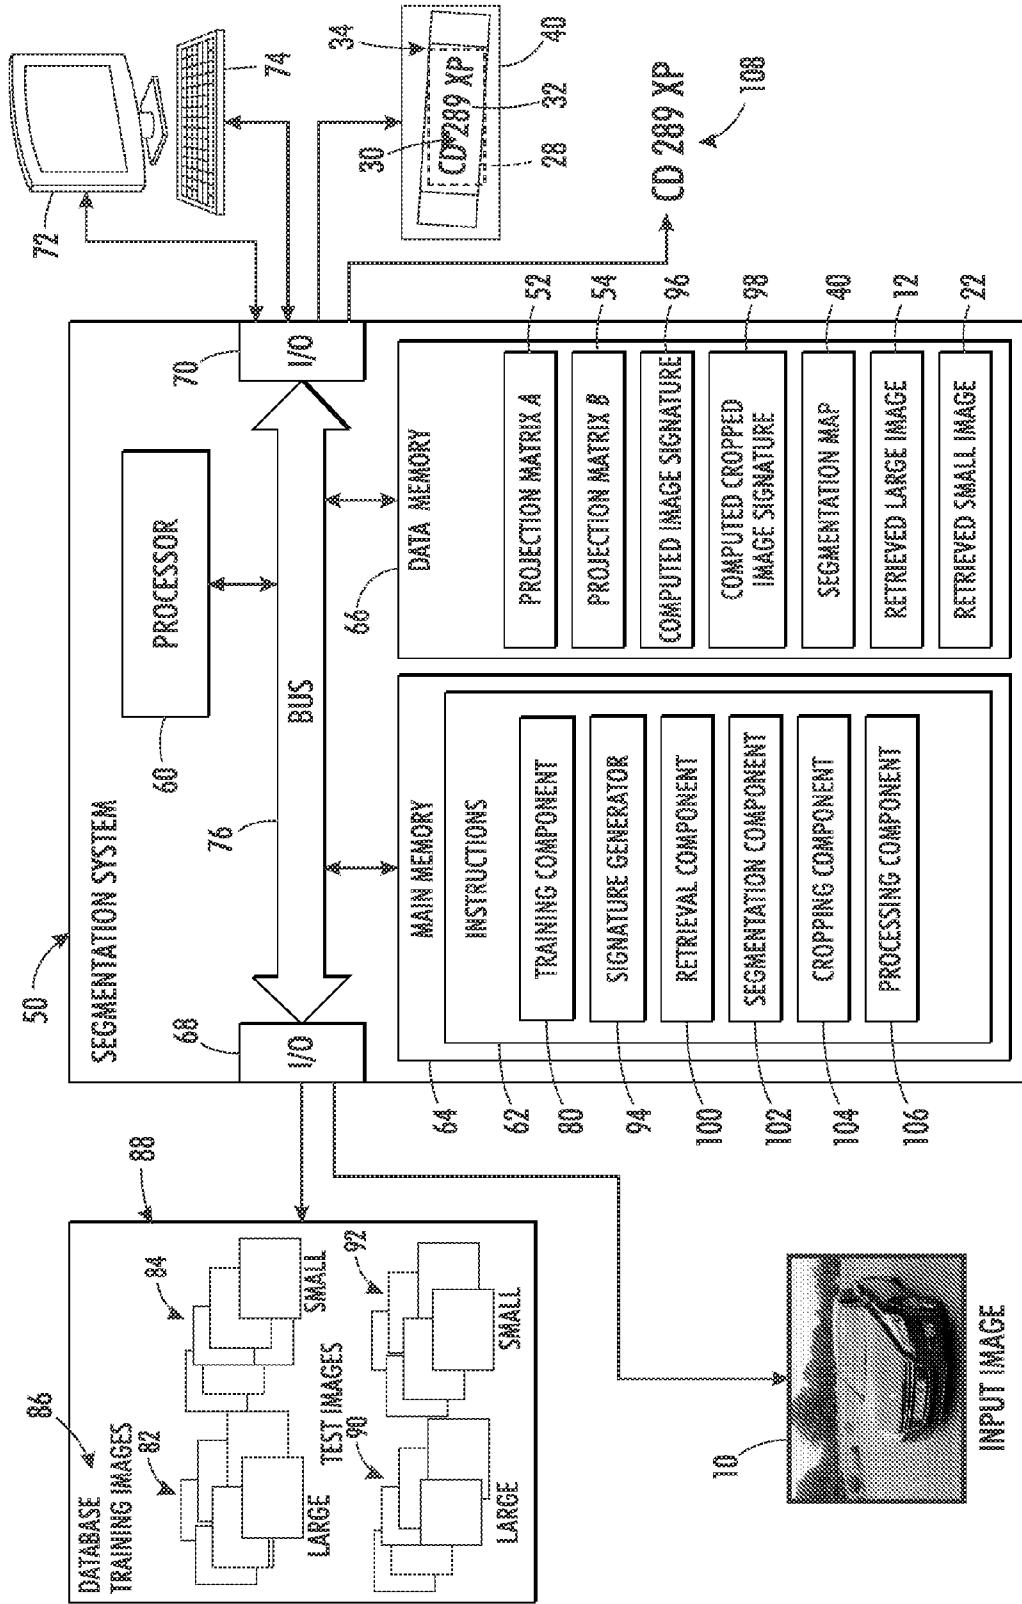 86
DATABASE
TRAINING IMAGES
82
84
88
LARGE
SMALL
TEST IMAGES
90
92
LARGE
SMALL
10
INPUT IMAGE
50
SEGMENTATION SYSTEM
60
PROCESSOR
76
BUS
68
I/O
70
I/O
64
MAIN MEMORY
62
INSTRUCTIONS
80
TRAINING COMPONENT
94
SIGNATURE GENERATOR
100
RETRIEVAL COMPONENT
102
SEGMENTATION COMPONENT
104
CROPPING COMPONENT
106
PROCESSING COMPONENT
66
DATA MEMORY
PROJECTION MATRIX A
52
PROJECTION MATRIX B
54
COMPUTED IMAGE SIGNATURE
96
COMPUTED CROPPED
IMAGE SIGNATURE
98
SEGMENTATION MAP
40
RETRIEVED LARGE IMAGE
12
RETRIEVED SMALL IMAGE
22
72
74
34
30
CD 289 XP
28
32
40
CD 289 XP
108